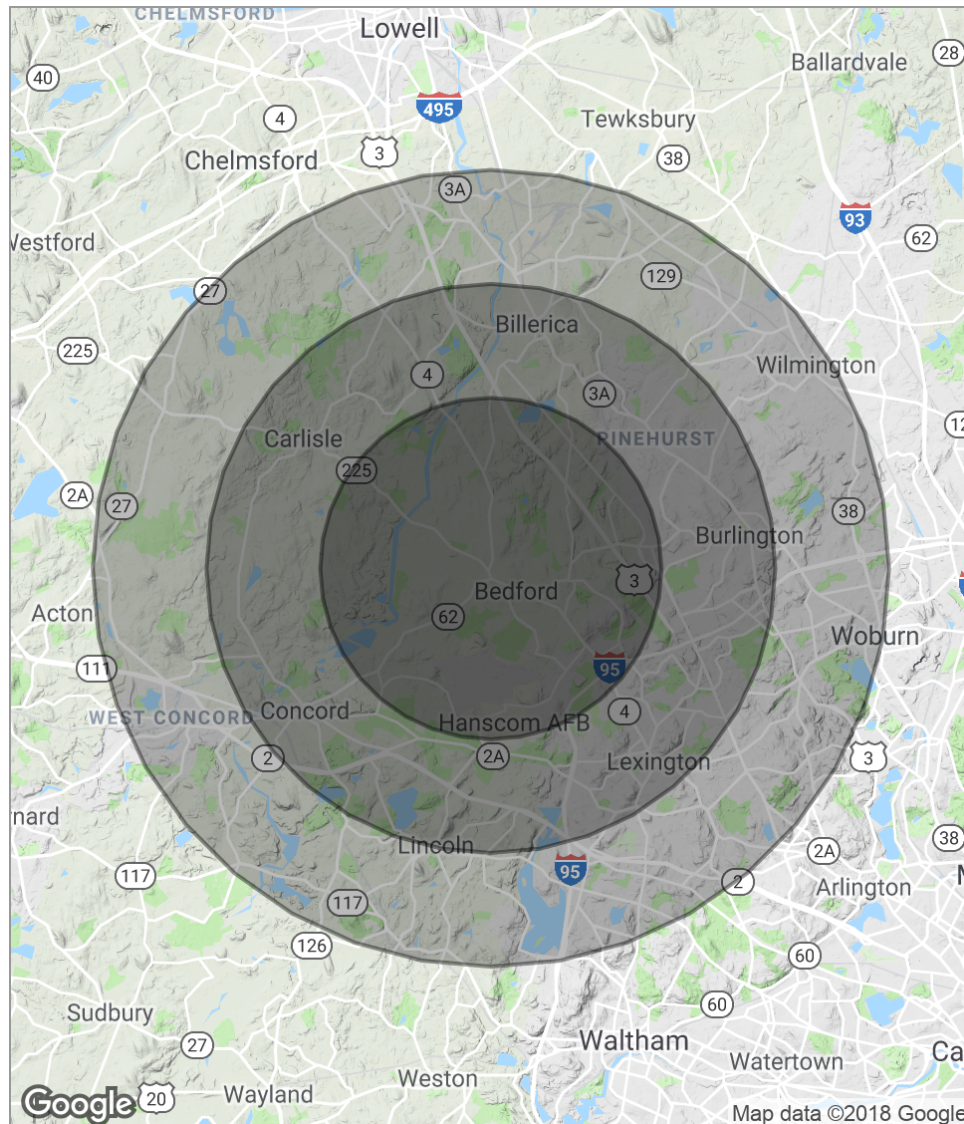 CHELMSFORD
Lowell
28
Ballardvale
40
495
4
Tewksbury
3
38
Chelmsford
3A
93
Westford
62
129
27
Billerica
225
Wilmington
4
3A
12
Carlisle
PINEHURST
225
2A
27
38
Burlington
Bedford
3
62
Acton
Woburn
111
95
WEST CONCORD
Concord
4
Hanscom AFB
2
2A
Lexington
3
nard
Lincoln
38
2A
95
117
2
Arlington
M
117
126
60
60
Sudbury
27
Waltham
Ca
Watertown
Weston
Wayland
Google
20
Map data ©2018 Google